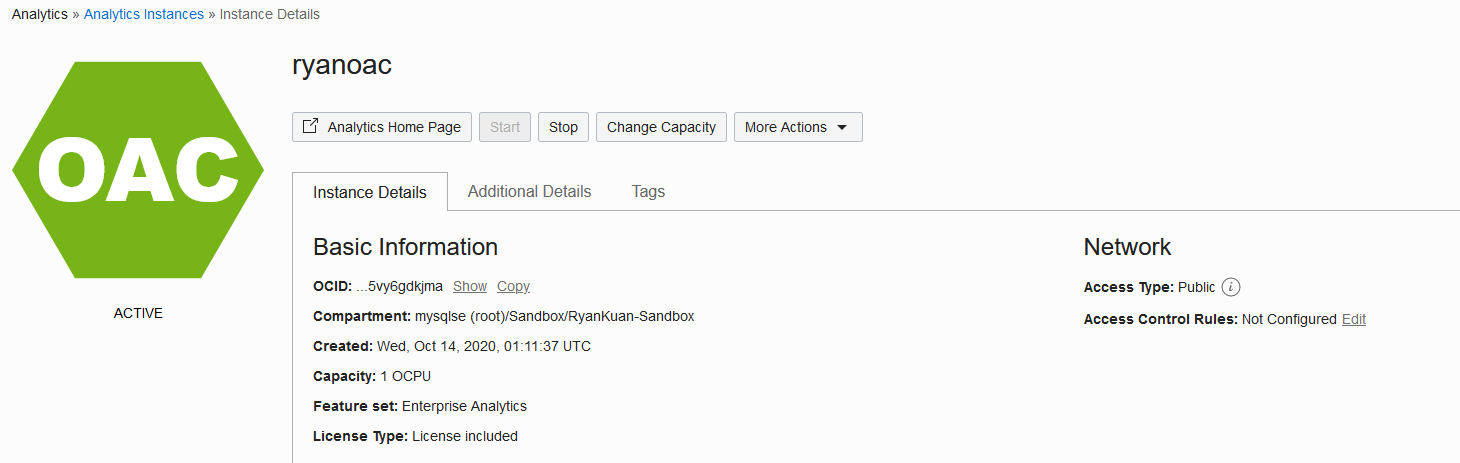 Analytics » Analytics Instances » Instance Details
OAC
ACTIVE
ryanoac
Analytics Home Page Start Stop Change Capacity More Actions
Instance Details Additional Details Tags
Basic Information
OCID: ...5vy6gdkjma Show Copy
Compartment: mysqlse (root)/Sandbox/RyanKuan-Sandbox
Created: Wed, Oct 14, 2020, 01:11:37 UTC
Capacity: 1 OCPU
Feature set: Enterprise Analytics
License Type: License included
Network
Access Type: Public i
Access Control Rules: Not Configured Edit